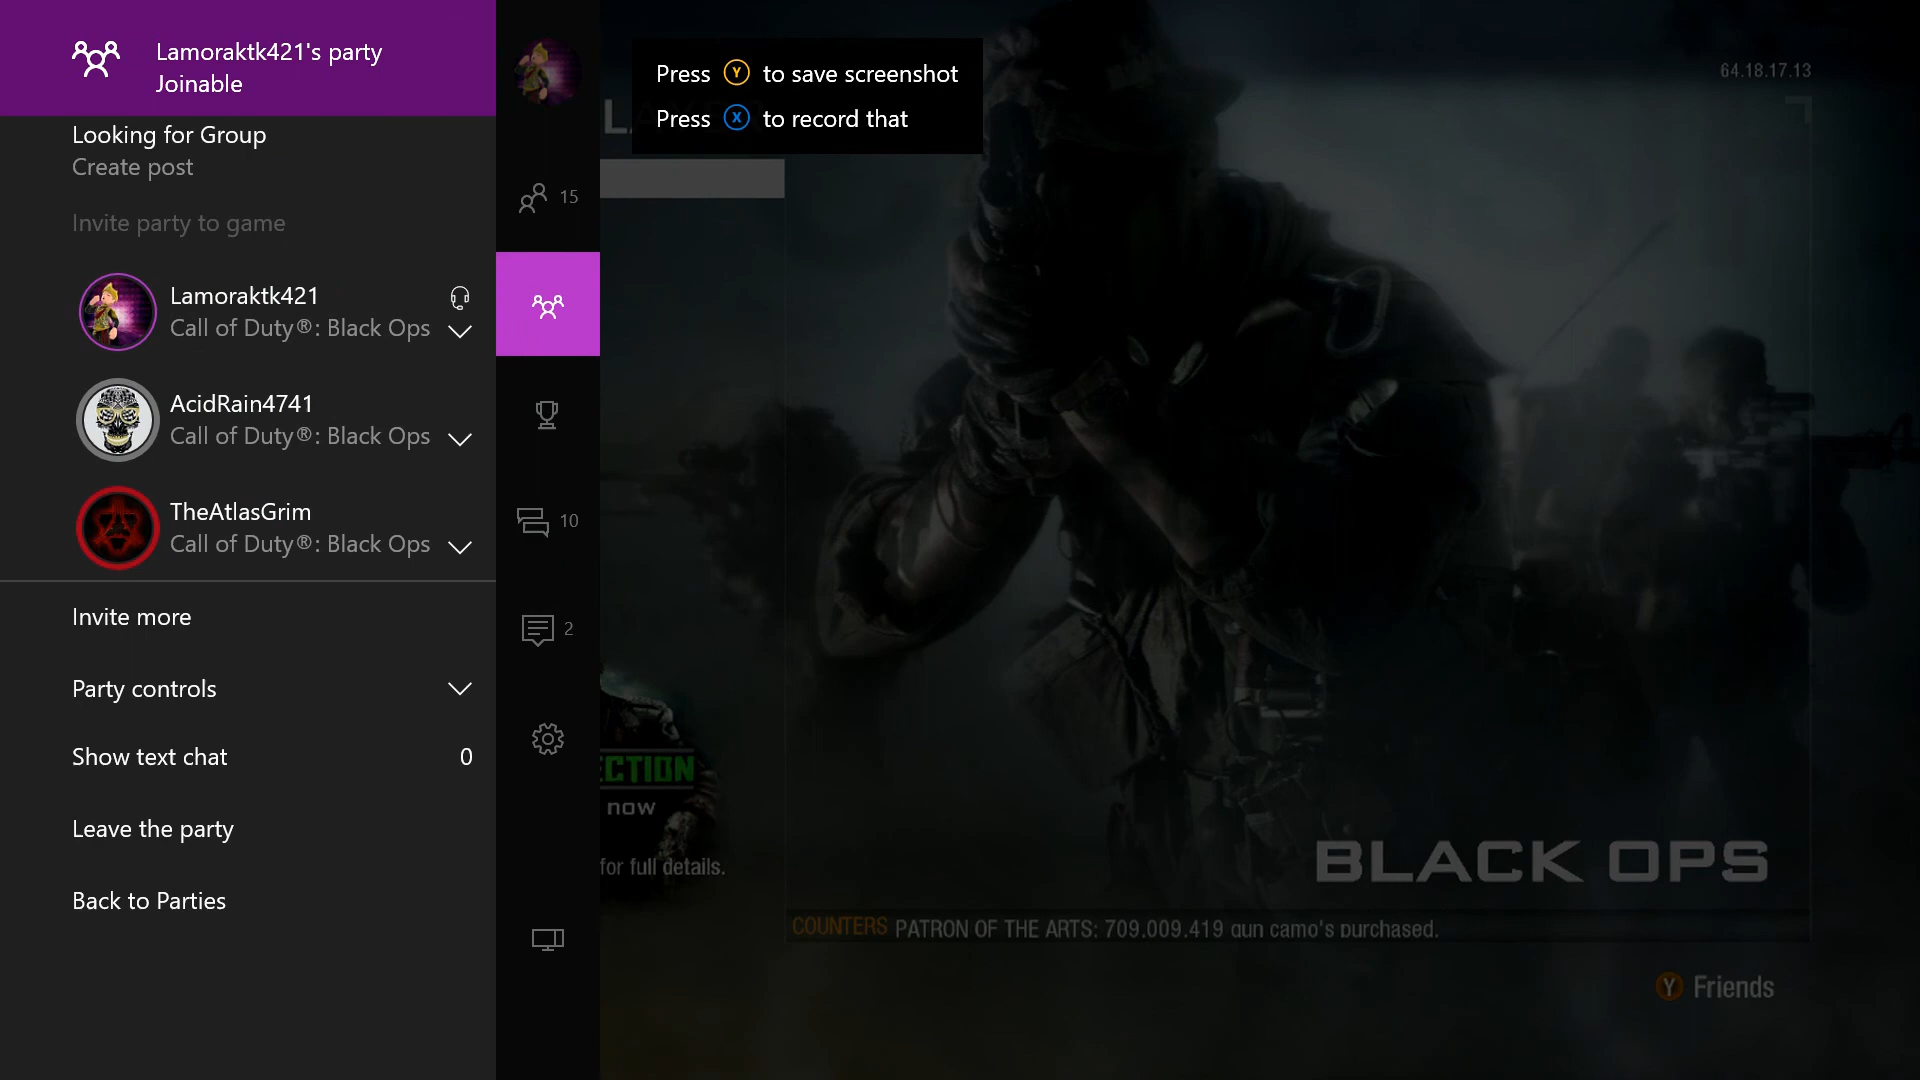 Lamoraktk421's party
Joinable
Looking for Group
Create post
Invite party to game
Lamoraktk421
Call of Duty®: Black Ops
AcidRain4741
Call of Duty®: Black Ops
TheAtlasGrim
Call of Duty®: Black Ops
Invite more
Party controls
Show text chat 0
Leave the party
Back to Parties
15
10
2
Press Y to save screenshot
Press X to record that
64.18.17.13
ECTION
now
for full details.
BLACK OPS
COUNTERS PATRON OF THE ARTS: 709.009.419 gun camo's purchased.
Y Friends